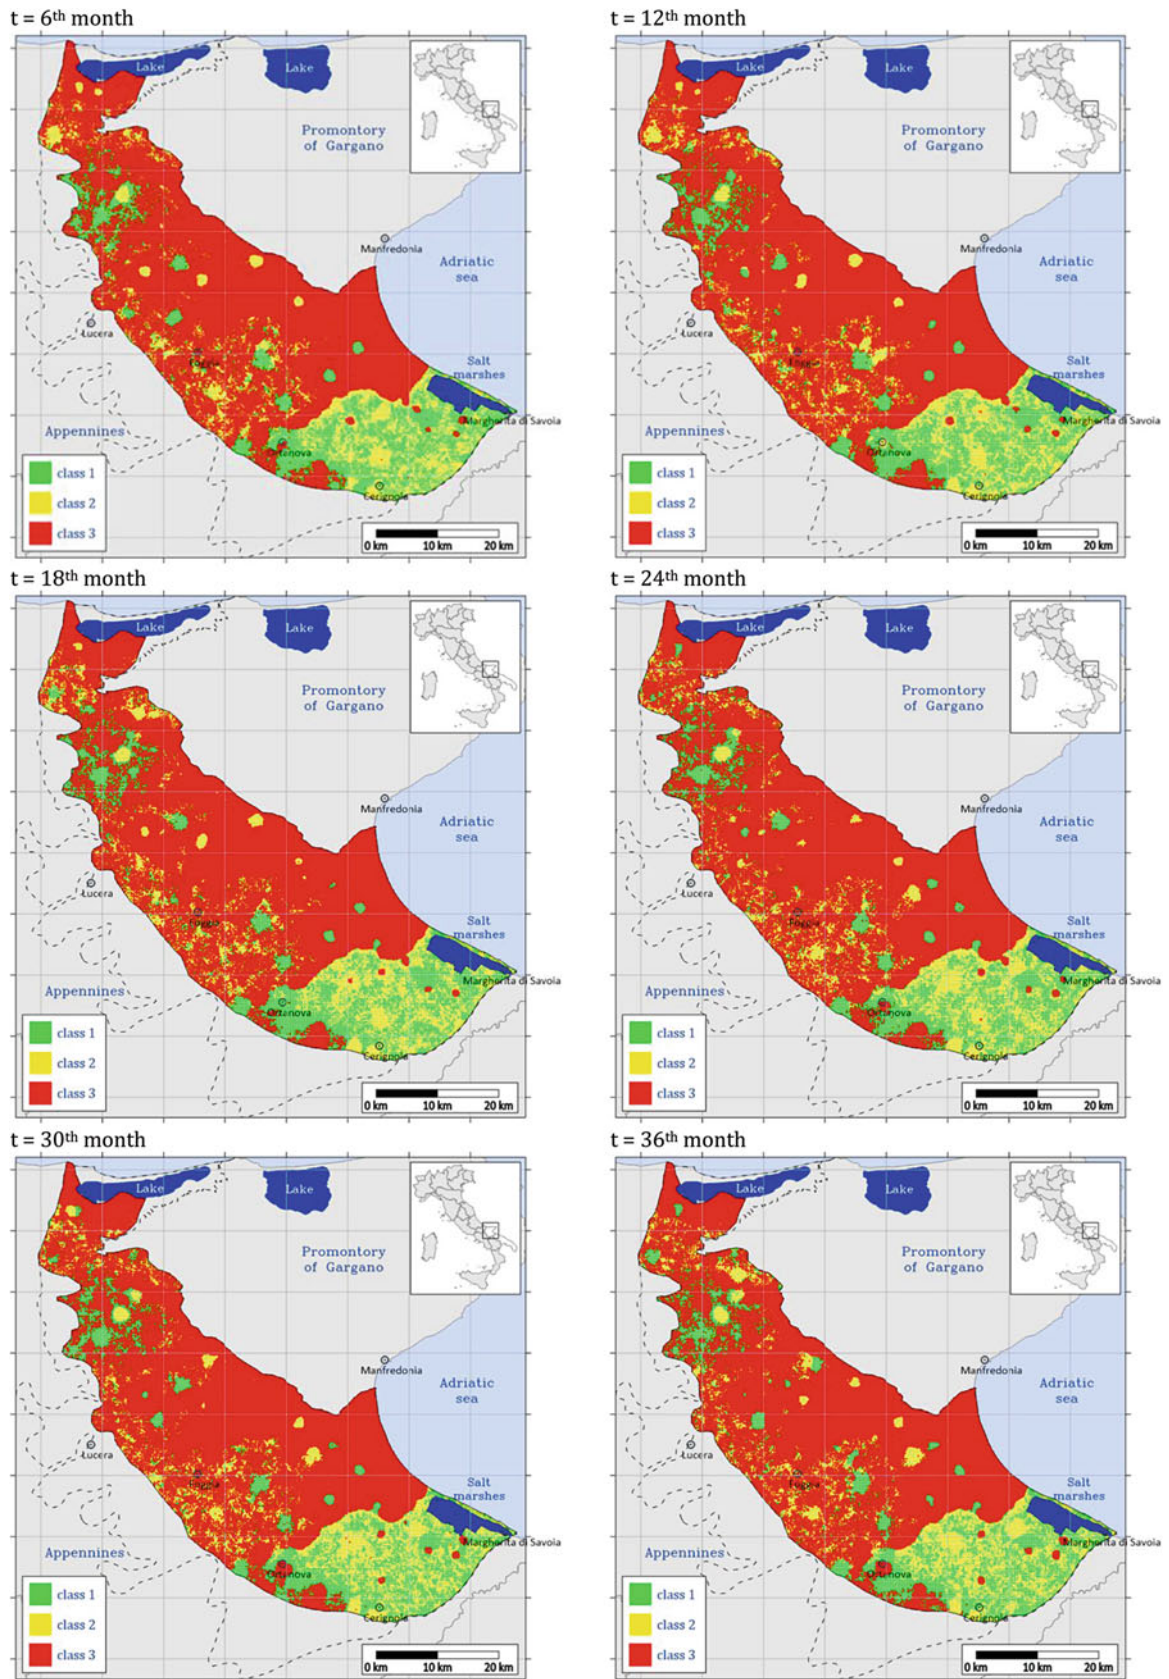 t = 6th month
Lake
Lake
Promontory
of Gargano
Manfredonia
Adriatic
sea
Lucera
Foggia
Salt
marshes
Margherita di Savoia
Appennines
Ortanova
Cerignola
class 1
class 2
class 3
0 km 10 km 20 km
t = 12th month
Lake
Lake
Promontory
of Gargano
Manfredonia
Adriatic
sea
Lucera
Foggia
Salt
marshes
Margherita di Savoia
Appennines
Ortanova
Cerignola
class 1
class 2
class 3
0 km 10 km 20 km
t = 18th month
Lake
Lake
Promontory
of Gargano
Manfredonia
Adriatic
sea
Lucera
Foggia
Salt
marshes
Margherita di Savoia
Appennines
Ortanova
Cerignola
class 1
class 2
class 3
0 km 10 km 20 km
t = 24th month
Lake
Lake
Promontory
of Gargano
Manfredonia
Adriatic
sea
Lucera
Foggia
Salt
marshes
Margherita di Savoia
Appennines
Ortanova
Cerignola
class 1
class 2
class 3
0 km 10 km 20 km
t = 30th month
Lake
Lake
Promontory
of Gargano
Manfredonia
Adriatic
sea
Lucera
Foggia
Salt
marshes
Margherita di Savoia
Appennines
Ortanova
Cerignola
class 1
class 2
class 3
0 km 10 km 20 km
t = 36th month
Lake
Lake
Promontory
of Gargano
Manfredonia
Adriatic
sea
Lucera
Foggia
Salt
marshes
Margherita di Savoia
Appennines
Ortanova
Cerignola
class 1
class 2
class 3
0 km 10 km 20 km